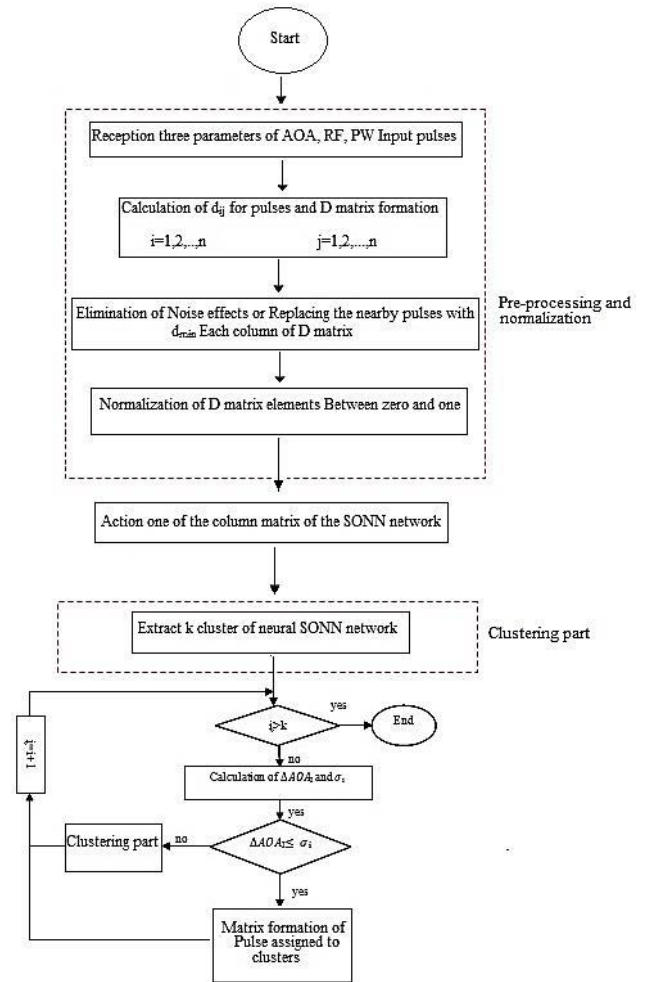 Start
Reception three parameters of AOA, RF, PW Input pulses
Calculation of dij for pulses and D matrix formation
i=1,2,..,n j=1,2,...,n
Elimination of Noise effects or Replacing the nearby pulses with
dmin Each column of D matrix
Normalization of D matrix elements Between zero and one
Pre-processing and
normalization
Action one of the column matrix of the SONN network
Extract k cluster of neural SONN network
Clustering part
yes
i>k
End
i=i+1
no
Calculation of ΔAOAi and σi
yes
ΔAOAi≤ σi
no
Clustering part
yes
Matrix formation of
Pulse assigned to
clusters